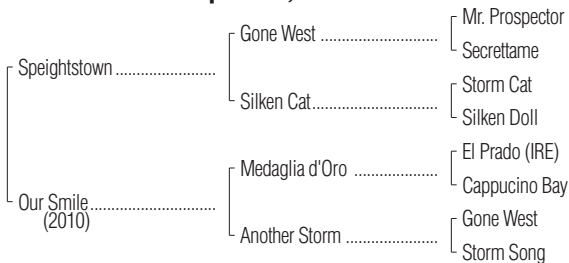 Mr. Prospector
Gone West ..............................
Secrettame
Speightstown ........................
Storm Cat
Silken Cat................................
Silken Doll
El Prado (IRE)
Medaglia d'Oro .....................
Cappucino Bay
Our Smile..............................
(2010)
Gone West
Another Storm .......................
Storm Song